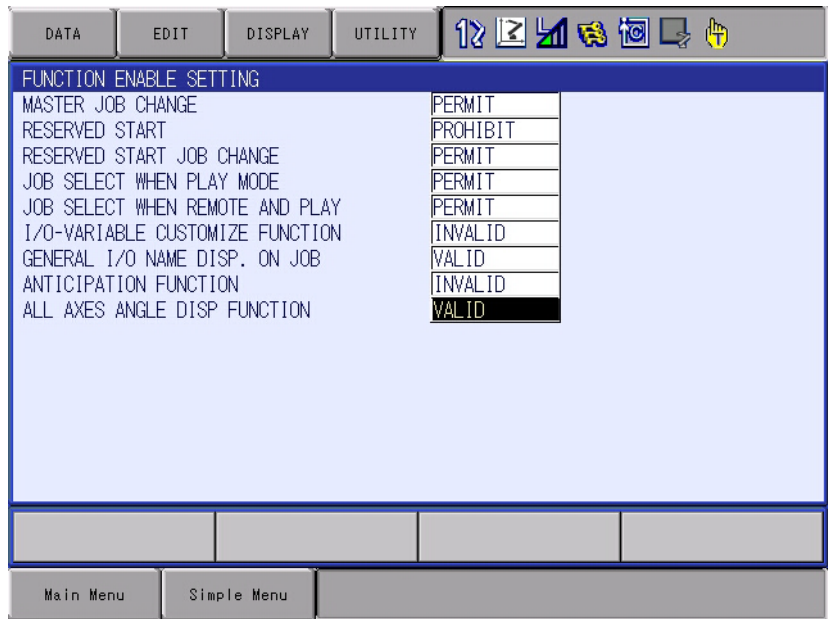 DATA EDIT DISPLAY UTILITY
FUNCTION ENABLE SETTING
MASTER JOB CHANGE PERMIT
RESERVED START PROHIBIT
RESERVED START JOB CHANGE PERMIT
JOB SELECT WHEN PLAY MODE PERMIT
JOB SELECT WHEN REMOTE AND PLAY PERMIT
I/O-VARIABLE CUSTOMIZE FUNCTION INVALID
GENERAL I/O NAME DISP. ON JOB VALID
ANTICIPATION FUNCTION INVALID
ALL AXES ANGLE DISP FUNCTION VALID
Main Menu Simple Menu